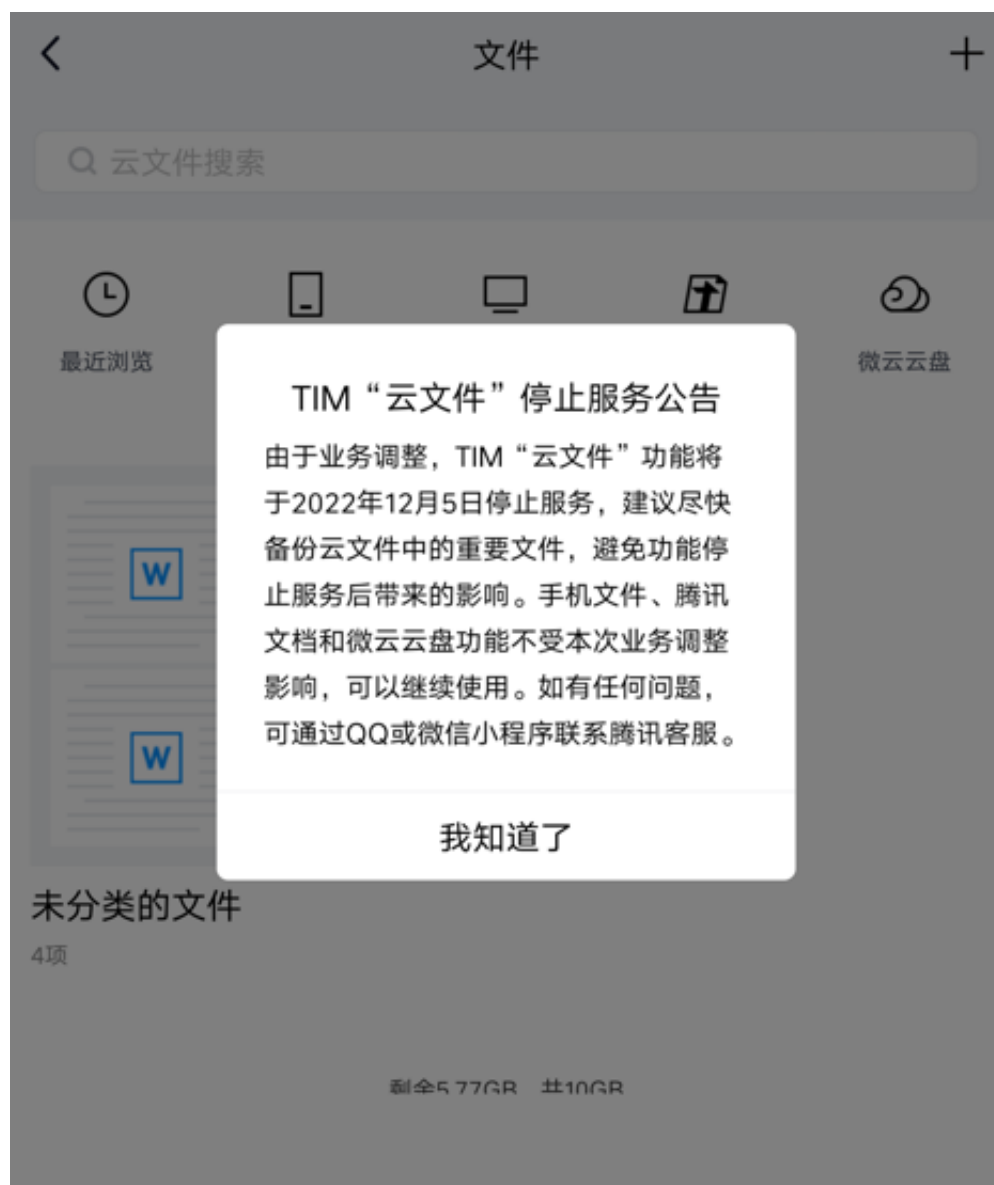 文件
云文件搜索
最近浏览
微云云盘
TIM“云文件”停止服务公告
由于业务调整，TIM“云文件”功能将
于2022年12月5日停止服务，建议尽快
备份云文件中的重要文件，避免功能停
止服务后带来的影响。手机文件、腾讯
文档和微云云盘功能不受本次业务调整
影响，可以继续使用。如有任何问题，
可通过QQ或微信小程序联系腾讯客服。
W
W
我知道了
未分类的文件
4项
剩余5.77GB 共10GB